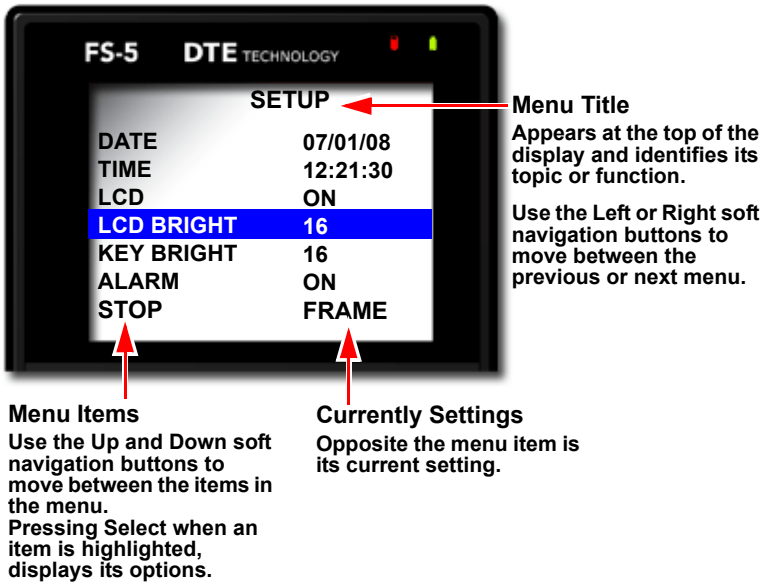 FS-5 DTE TECHNOLOGY
SETUP
DATE 07/01/08
TIME 12:21:30
LCD ON
LCD BRIGHT 16
KEY BRIGHT 16
ALARM ON
STOP FRAME
Menu Title
Appears at the top of the
display and identifies its
topic or function.
Use the Left or Right soft
navigation buttons to
move between the
previous or next menu.
Menu Items
Use the Up and Down soft
navigation buttons to
move between the items in
the menu.
Pressing Select when an
item is highlighted,
displays its options.
Currently Settings
Opposite the menu item is
its current setting.